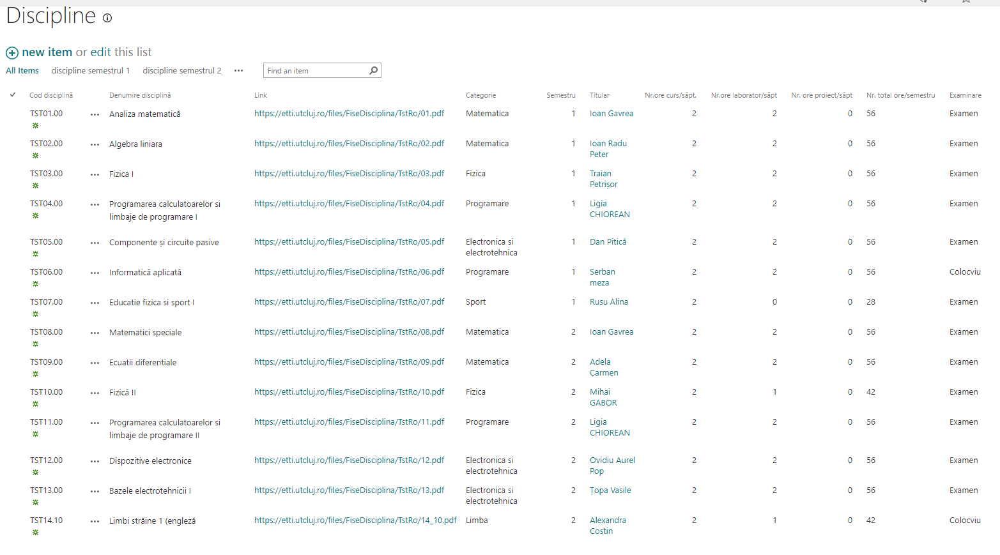 Discipline
new item or edit this list
All Items discipline semestrul 1 discipline semestrul 2 ••• Find an item
Cod disciplină Denumire disciplină Link Categorie Semestru Titular Nr.ore curs/săpt. Nr.ore laborator/săpt Nr. ore proiect/săpt Nr. total ore/semestru Examinare
TST01.00 ••• Analiza matematică https://etti.utcluj.ro/files/FiseDisciplina/TstRo/01.pdf Matematica 1 Ioan Gavrea 2 2 0 56 Examen
TST02.00 ••• Algebra liniara https://etti.utcluj.ro/files/FiseDisciplina/TstRo/02.pdf Matematica 1 Ioan Radu 2 2 0 56 Examen
Peter
TST03.00 ••• Fizica I https://etti.utcluj.ro/files/FiseDisciplina/TstRo/03.pdf Fizica 1 Traian 2 2 0 56 Examen
Petrișor
TST04.00 ••• Programarea calculatoarelor si https://etti.utcluj.ro/files/FiseDisciplina/TstRo/04.pdf Programare 1 Ligia 2 2 0 56 Examen
limbaje de programare I CHIOREAN
TST05.00 ••• Componente și circuite pasive https://etti.utcluj.ro/files/FiseDisciplina/TstRo/05.pdf Electronica si 1 Dan Pitică 2 2 0 56 Examen
electrotehnica
TST06.00 ••• Informatică aplicată https://etti.utcluj.ro/files/FiseDisciplina/TstRo/06.pdf Programare 1 Serban 2 2 0 56 Colocviu
meza
TST07.00 ••• Educatie fizica si sport I https://etti.utcluj.ro/files/FiseDisciplina/TstRo/07.pdf Sport 1 Rusu Alina 2 0 0 28 Examen
TST08.00 ••• Matematici speciale https://etti.utcluj.ro/files/FiseDisciplina/TstRo/08.pdf Matematica 2 Ioan Gavrea 2 2 0 56 Examen
TST09.00 ••• Ecuatii diferentiale https://etti.utcluj.ro/files/FiseDisciplina/TstRo/09.pdf Matematica 2 Adela 2 2 0 56 Examen
Carmen
TST10.00 ••• Fizică II https://etti.utcluj.ro/files/FiseDisciplina/TstRo/10.pdf Fizica 2 Mihai 2 1 0 42 Examen
GABOR
TST11.00 ••• Programarea calculatoarelor si https://etti.utcluj.ro/files/FiseDisciplina/TstRo/11.pdf Programare 2 Ligia 2 2 0 56 Examen
limbaje de programare II CHIOREAN
TST12.00 ••• Dispozitive electronice https://etti.utcluj.ro/files/FiseDisciplina/TstRo/12.pdf Electronica si 2 Ovidiu Aurel 2 2 0 56 Examen
electrotehnica Pop
TST13.00 ••• Bazele electrotehnicii I https://etti.utcluj.ro/files/FiseDisciplina/TstRo/13.pdf Electronica si 2 Țopa Vasile 2 2 0 56 Examen
electrotehnica
TST14.10 ••• Limbi străine 1 (engleză https://etti.utcluj.ro/files/FiseDisciplina/TstRo/14_10.pdf Limba 2 Alexandra 2 1 0 42 Colocviu
Costin